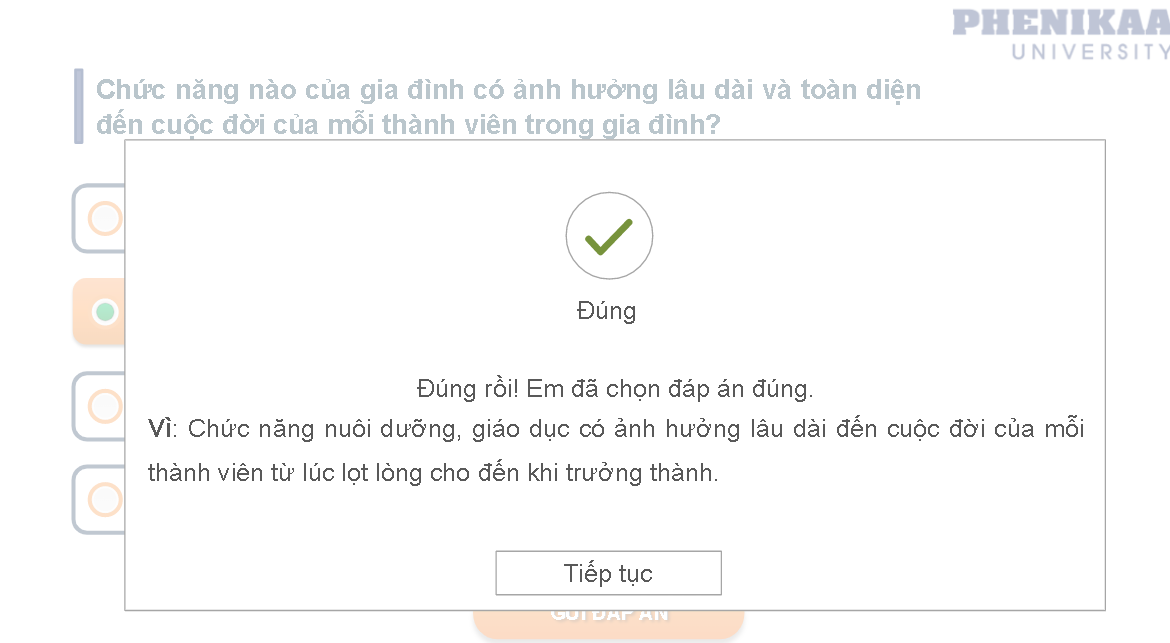 PHENIKAA
UNIVERSITY
Chức năng nào của gia đình có ảnh hưởng lâu dài và toàn diện
đến cuộc đời của mỗi thành viên trong gia đình?
Đúng
Đúng rồi! Em đã chọn đáp án đúng.
Vì: Chức năng nuôi dưỡng, giáo dục có ảnh hưởng lâu dài đến cuộc đời của mỗi
thành viên từ lúc lọt lòng cho đến khi trưởng thành.
Tiếp tục
GỬI ĐÁP ÁN